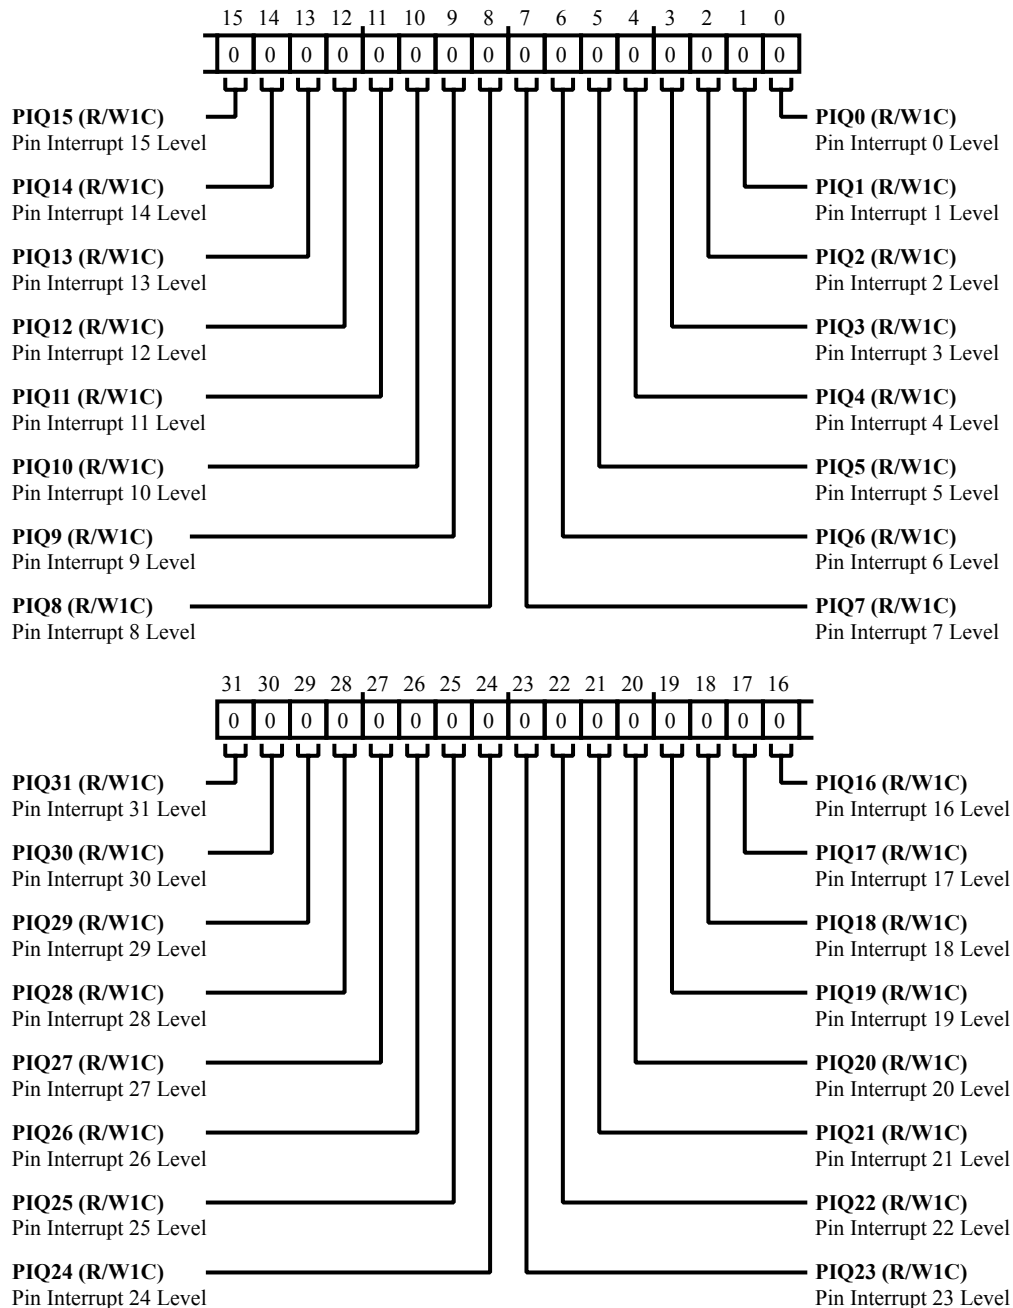 15 14 13 12 11 10 9 8 7 6 5 4 3 2 1 0
0 0 0 0 0 0 0 0 0 0 0 0 0 0 0 0
PIQ15 (R/W1C)
Pin Interrupt 15 Level
PIQ14 (R/W1C)
Pin Interrupt 14 Level
PIQ13 (R/W1C)
Pin Interrupt 13 Level
PIQ12 (R/W1C)
Pin Interrupt 12 Level
PIQ11 (R/W1C)
Pin Interrupt 11 Level
PIQ10 (R/W1C)
Pin Interrupt 10 Level
PIQ9 (R/W1C)
Pin Interrupt 9 Level
PIQ8 (R/W1C)
Pin Interrupt 8 Level
PIQ0 (R/W1C)
Pin Interrupt 0 Level
PIQ1 (R/W1C)
Pin Interrupt 1 Level
PIQ2 (R/W1C)
Pin Interrupt 2 Level
PIQ3 (R/W1C)
Pin Interrupt 3 Level
PIQ4 (R/W1C)
Pin Interrupt 4 Level
PIQ5 (R/W1C)
Pin Interrupt 5 Level
PIQ6 (R/W1C)
Pin Interrupt 6 Level
PIQ7 (R/W1C)
Pin Interrupt 7 Level
31 30 29 28 27 26 25 24 23 22 21 20 19 18 17 16
0 0 0 0 0 0 0 0 0 0 0 0 0 0 0 0
PIQ31 (R/W1C)
Pin Interrupt 31 Level
PIQ30 (R/W1C)
Pin Interrupt 30 Level
PIQ29 (R/W1C)
Pin Interrupt 29 Level
PIQ28 (R/W1C)
Pin Interrupt 28 Level
PIQ27 (R/W1C)
Pin Interrupt 27 Level
PIQ26 (R/W1C)
Pin Interrupt 26 Level
PIQ25 (R/W1C)
Pin Interrupt 25 Level
PIQ24 (R/W1C)
Pin Interrupt 24 Level
PIQ16 (R/W1C)
Pin Interrupt 16 Level
PIQ17 (R/W1C)
Pin Interrupt 17 Level
PIQ18 (R/W1C)
Pin Interrupt 18 Level
PIQ19 (R/W1C)
Pin Interrupt 19 Level
PIQ20 (R/W1C)
Pin Interrupt 20 Level
PIQ21 (R/W1C)
Pin Interrupt 21 Level
PIQ22 (R/W1C)
Pin Interrupt 22 Level
PIQ23 (R/W1C)
Pin Interrupt 23 Level